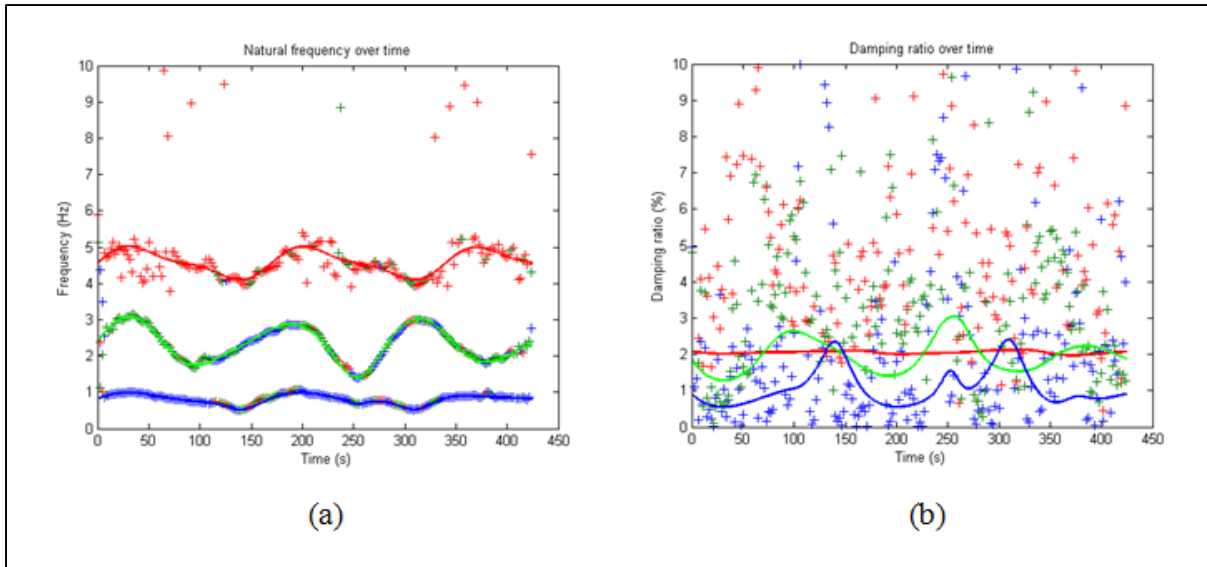 Natural frequency over time
10
9
8
7
6
5
4
3
2
1
0
Frequency (Hz)
0 50 100 150 200 250 300 350 400 450
Time (s)
(a)
Damping ratio over time
10
9
8
7
6
5
4
3
2
1
0
Damping ratio (%)
0 50 100 150 200 250 300 350 400 450
Time (s)
(b)